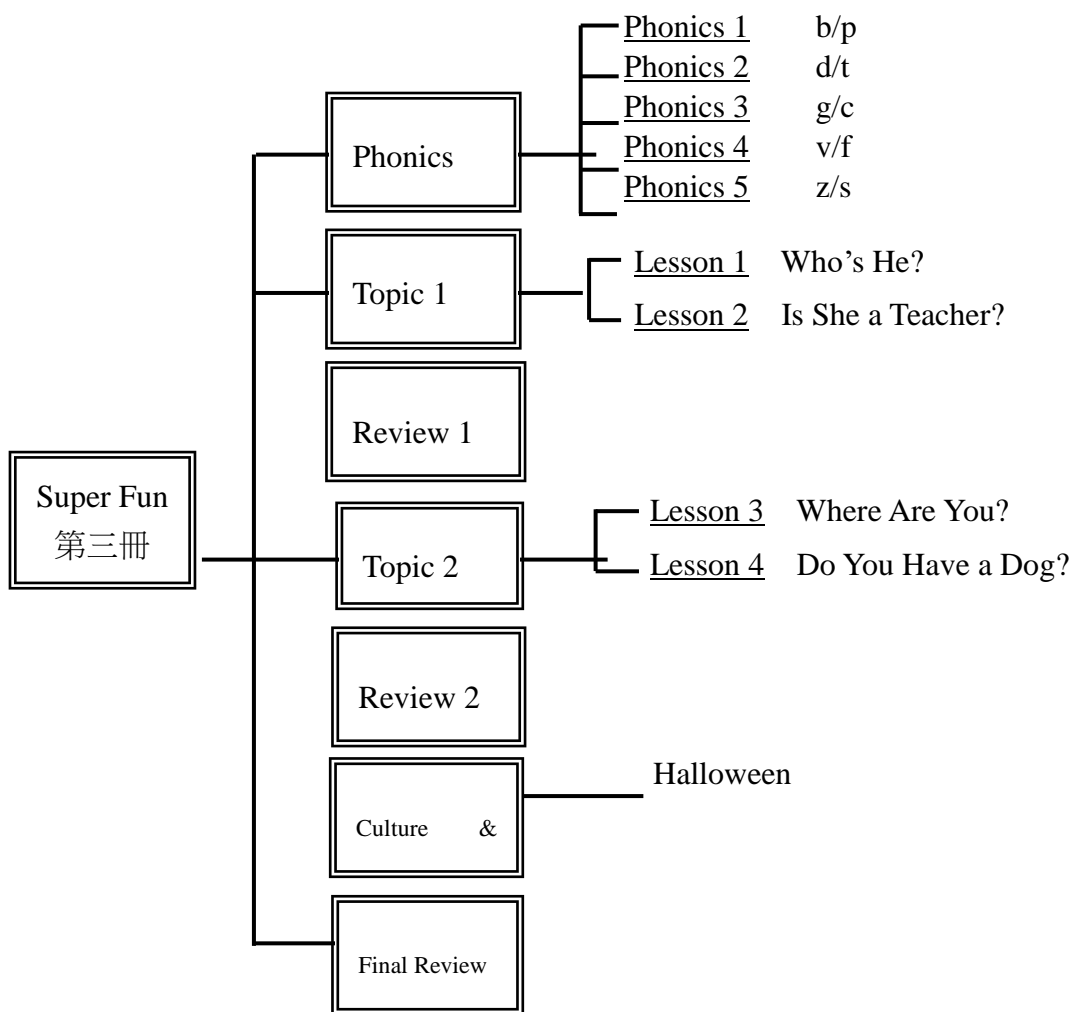 Phonics 1 b/p
Phonics 2 d/t
Phonics 3 g/c
Phonics 4 v/f
Phonics 5 z/s
Phonics
Topic 1
Lesson 1 Who's He?
Lesson 2 Is She a Teacher?
Review 1
Super Fun
第三冊
Topic 2
Lesson 3 Where Are You?
Lesson 4 Do You Have a Dog?
Review 2
Culture &
Halloween
Final Review